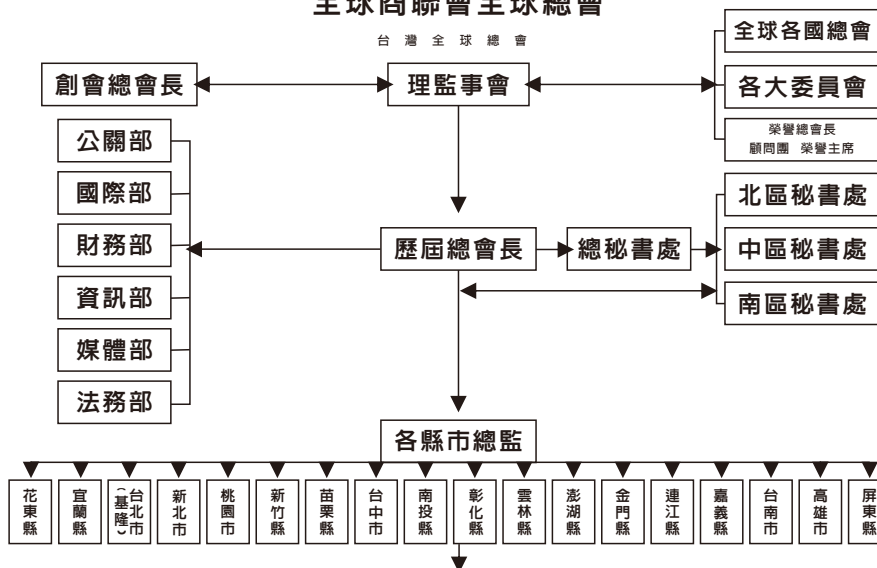 全球商聯會全球總會
台灣全球總會
創會總會長
理監事會
全球各國總會
各大委員會
榮譽總會長
顧問團 榮譽主席
公關部
國際部
財務部
資訊部
媒體部
法務部
歷屆總會長
總秘書處
北區秘書處
中區秘書處
南區秘書處
各縣市總監
花東縣
宜蘭縣
台北市
(基隆)
新北市
桃園市
新竹縣
苗栗縣
台中市
南投縣
彰化縣
雲林縣
澎湖縣
金門縣
連江縣
嘉義縣
台南市
高雄市
屏東縣